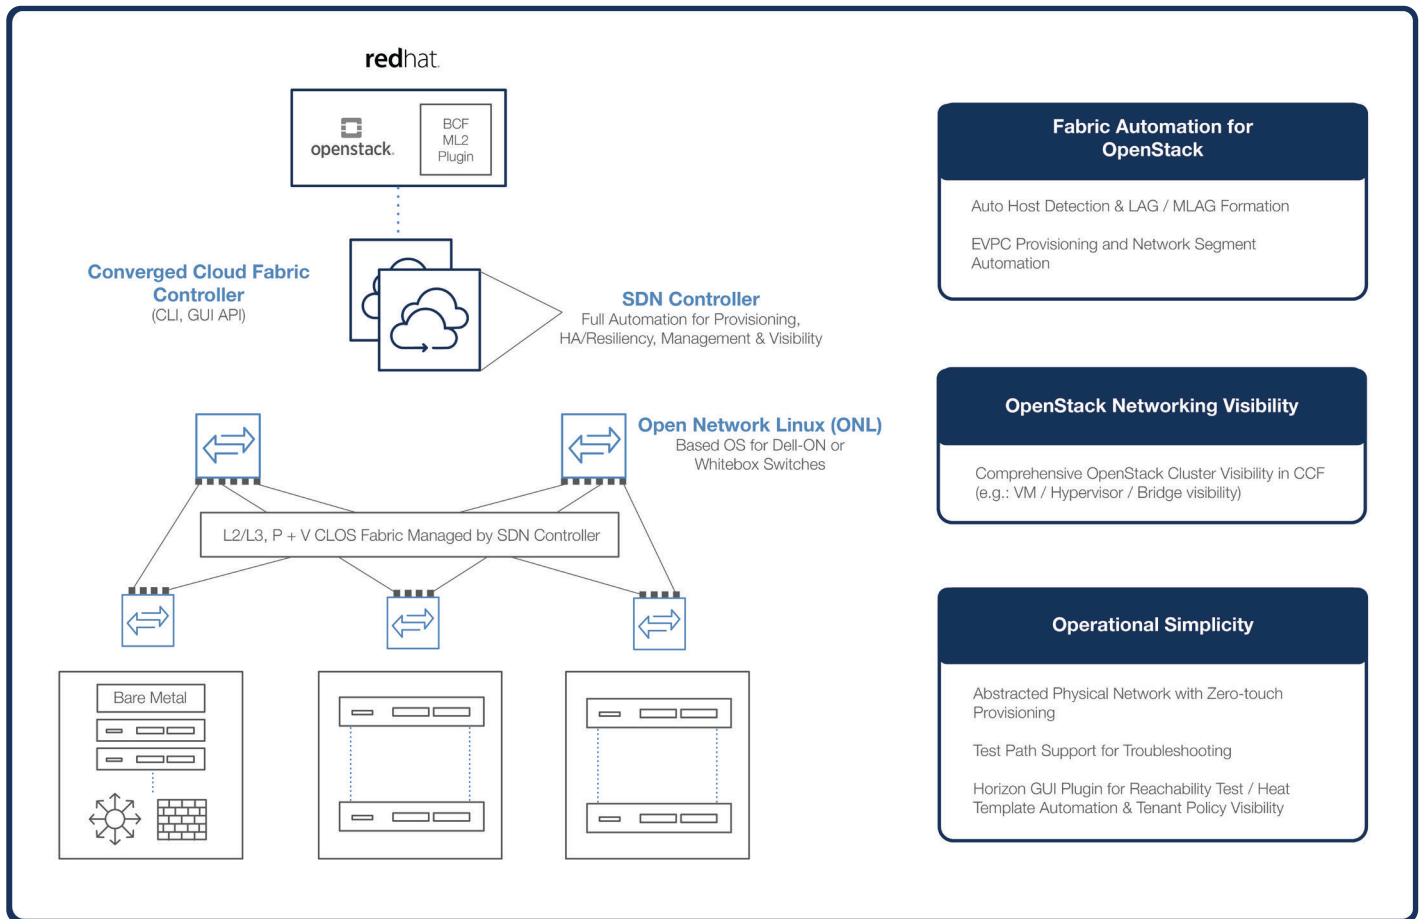 redhat.
openstack.
BCF
ML2
Plugin
Converged Cloud Fabric
Controller
(CLI, GUI API)
SDN Controller
Full Automation for Provisioning,
HA/Resiliency, Management & Visibility
Open Network Linux (ONL)
Based OS for Dell-ON or
Whitebox Switches
L2/L3, P + V CLOS Fabric Managed by SDN Controller
Bare Metal
Fabric Automation for
OpenStack
Auto Host Detection & LAG / MLAG Formation
EVPC Provisioning and Network Segment
Automation
OpenStack Networking Visibility
Comprehensive OpenStack Cluster Visibility in CCF
(e.g.: VM / Hypervisor / Bridge visibility)
Operational Simplicity
Abstracted Physical Network with Zero-touch
Provisioning
Test Path Support for Troubleshooting
Horizon GUI Plugin for Reachability Test / Heat
Template Automation & Tenant Policy Visibility